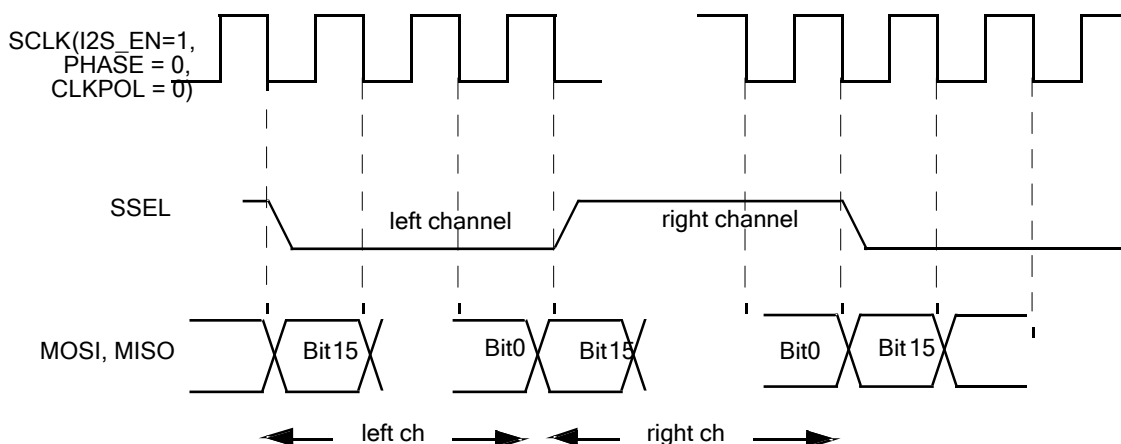 SCLK(I2S_EN=1,
PHASE = 0,
CLKPOL = 0)
SSEL
left channel
right channel
MOSI, MISO
Bit15
Bit0
Bit15
Bit0
Bit15
left ch
right ch